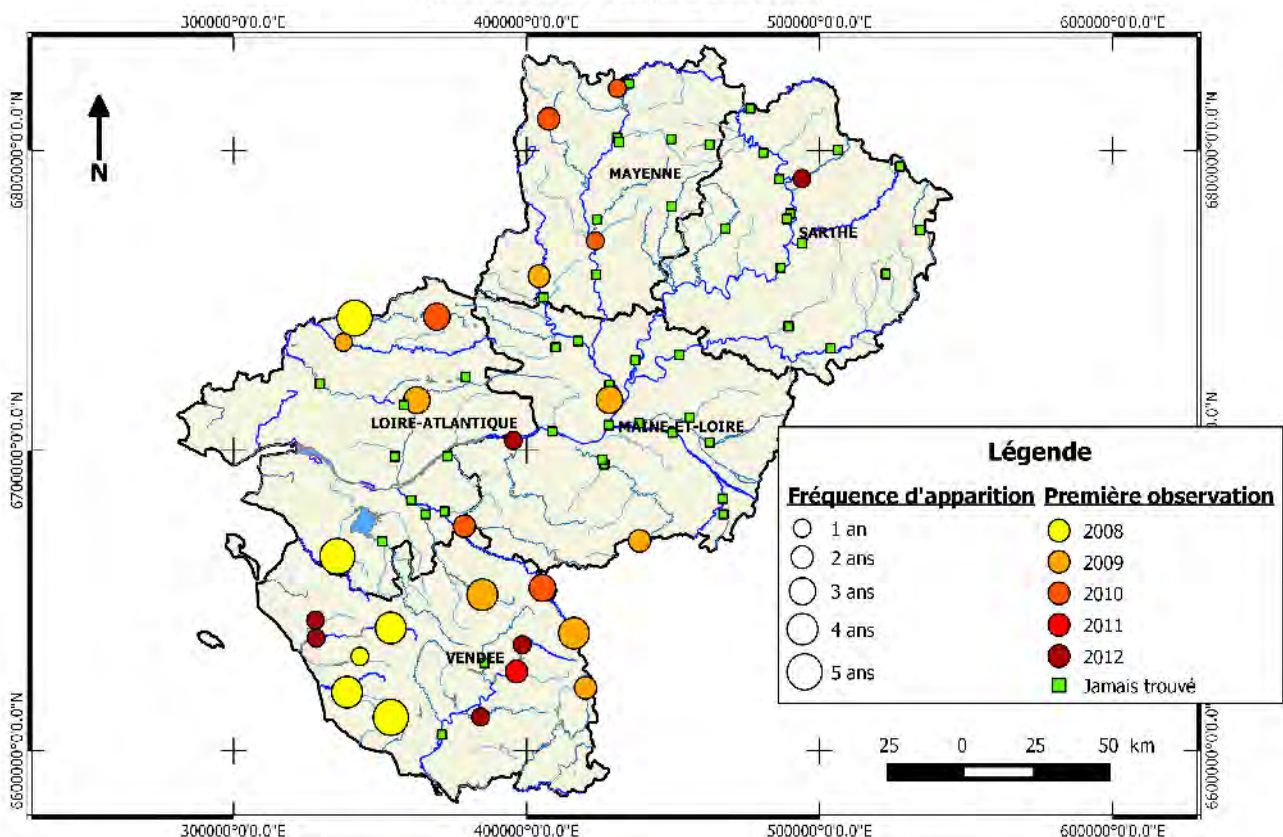 300000°0'0.0"E 400000°0'0.0"E 500000°0'0.0"E 600000°0'0.0"E
6800000°0'0.0"N 6800000°0'0.0"N
N
MAYENNE
SARTHE
LOIRE-ATLANTIQUE
MAINE-ET-LOIRE
6700000°0'0.0"N
VENDEE
Légende
Fréquence d'apparition Première observation
1 an 2008
2 ans 2009
3 ans 2010
4 ans 2011
5 ans 2012
Jamais trouvé
25 0 25 50 km
6600000°0'0.0"N 6600000°0'0.0"N
300000°0'0.0"E 400000°0'0.0"E 500000°0'0.0"E 600000°0'0.0"E